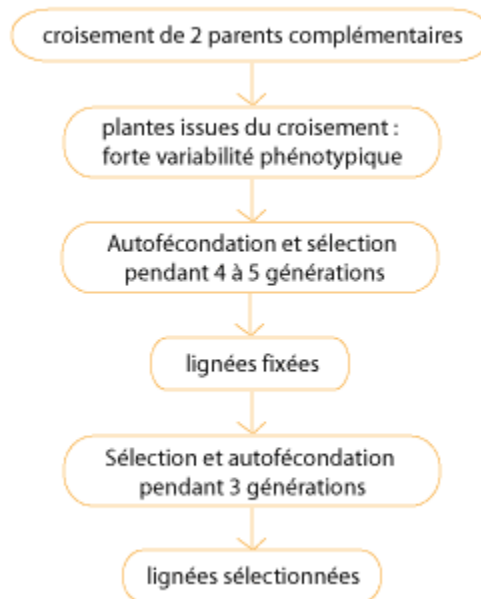 croisement de 2 parents complémentaires
plantes issues du croisement :
forte variabilité phénotypique
Autofécondation et sélection
pendant 4 à 5 générations
lignées fixées
Sélection et autofécondation
pendant 3 générations
lignées sélectionnées